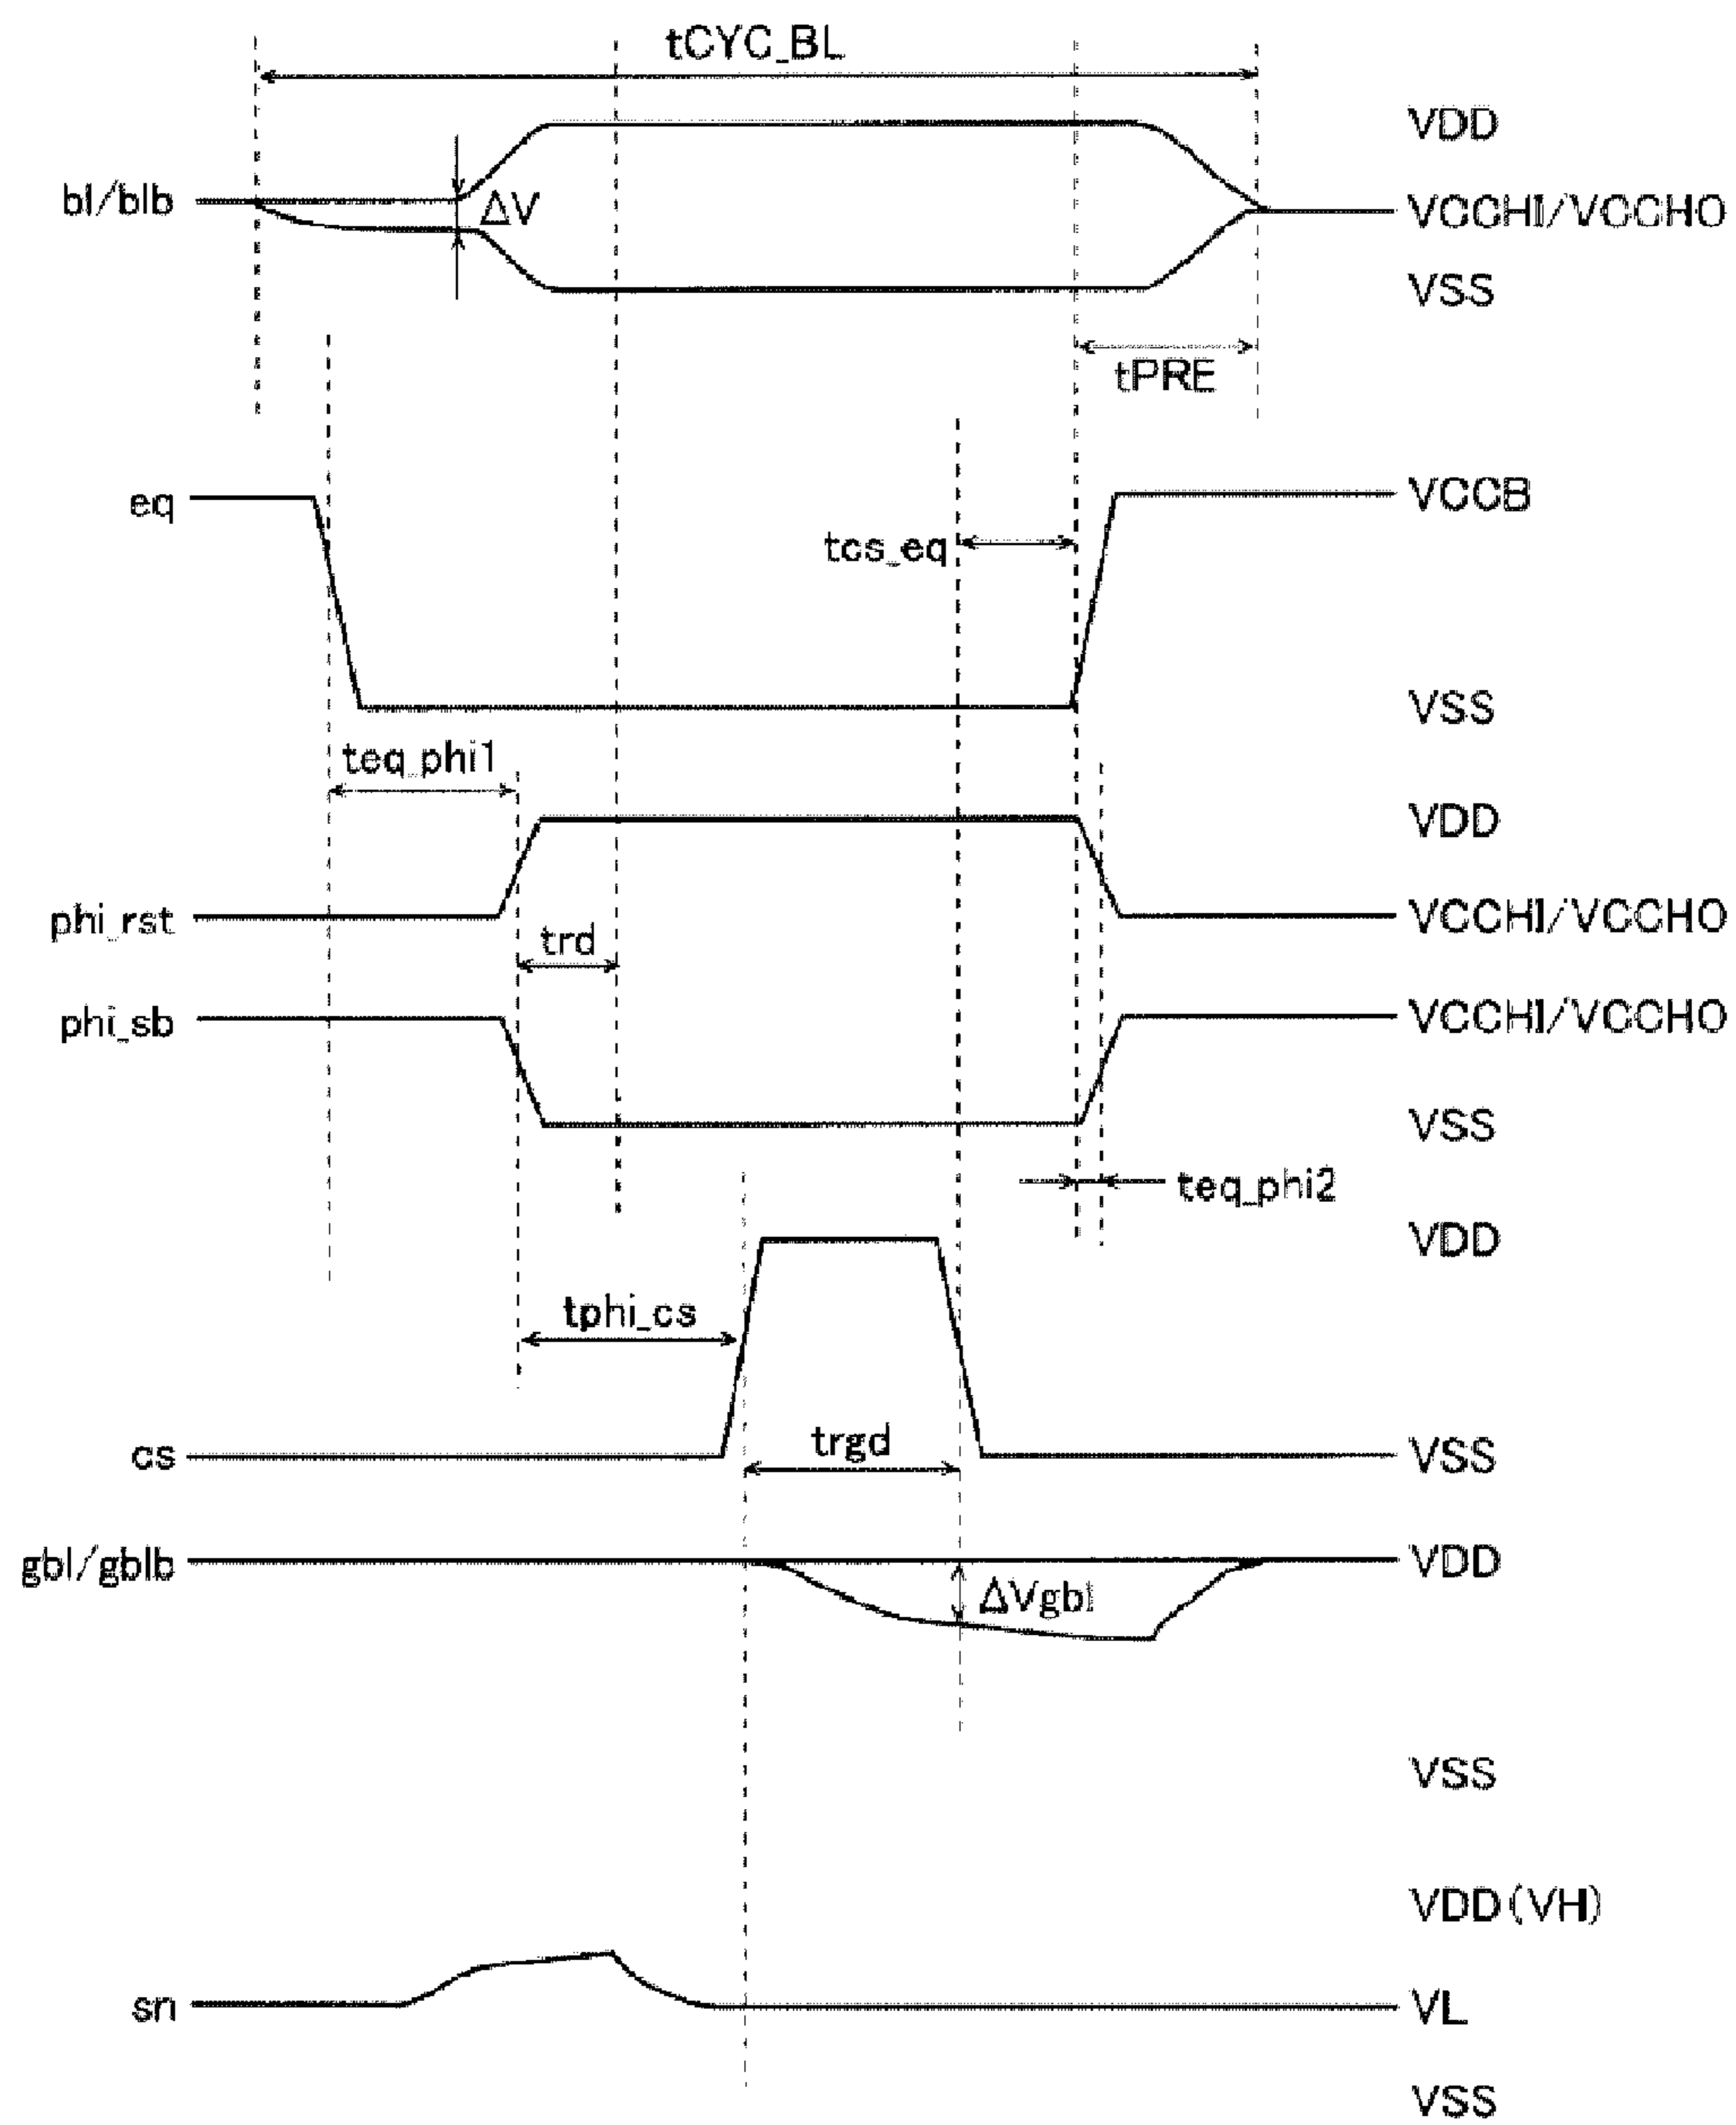 tCYC_BL
VDD
bl/blb
ΔV
VCCHI/VCCHO
VSS
tPRE
eq
VCCB
tcs_eq
VSS
teq_phi1
VDD
phi_rst
VCCHI/VCCHO
trd
phi_sb
VCCHI/VCCHO
VSS
teq_phi2
VDD
tphi_cs
cs
trgd
VSS
gbl/gblb
VDD
ΔVgbl
VSS
VDD(VH)
sn
VL
VSS